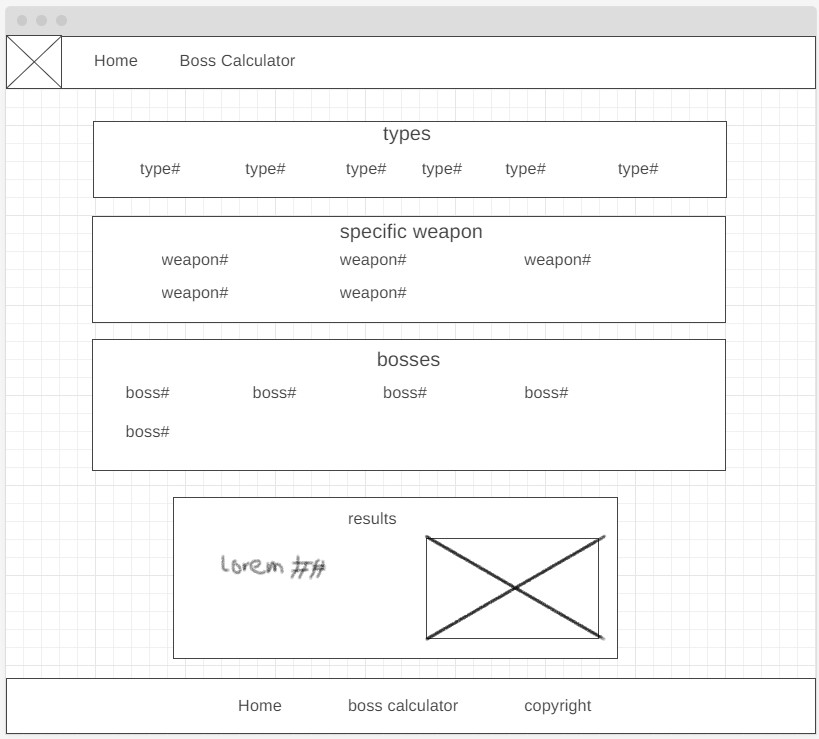 Home Boss Calculator
types
type# type# type# type# type# type#
specific weapon
weapon# weapon# weapon#
weapon# weapon#
bosses
boss# boss# boss# boss#
boss#
results
Lorem ##
Home boss calculator copyright